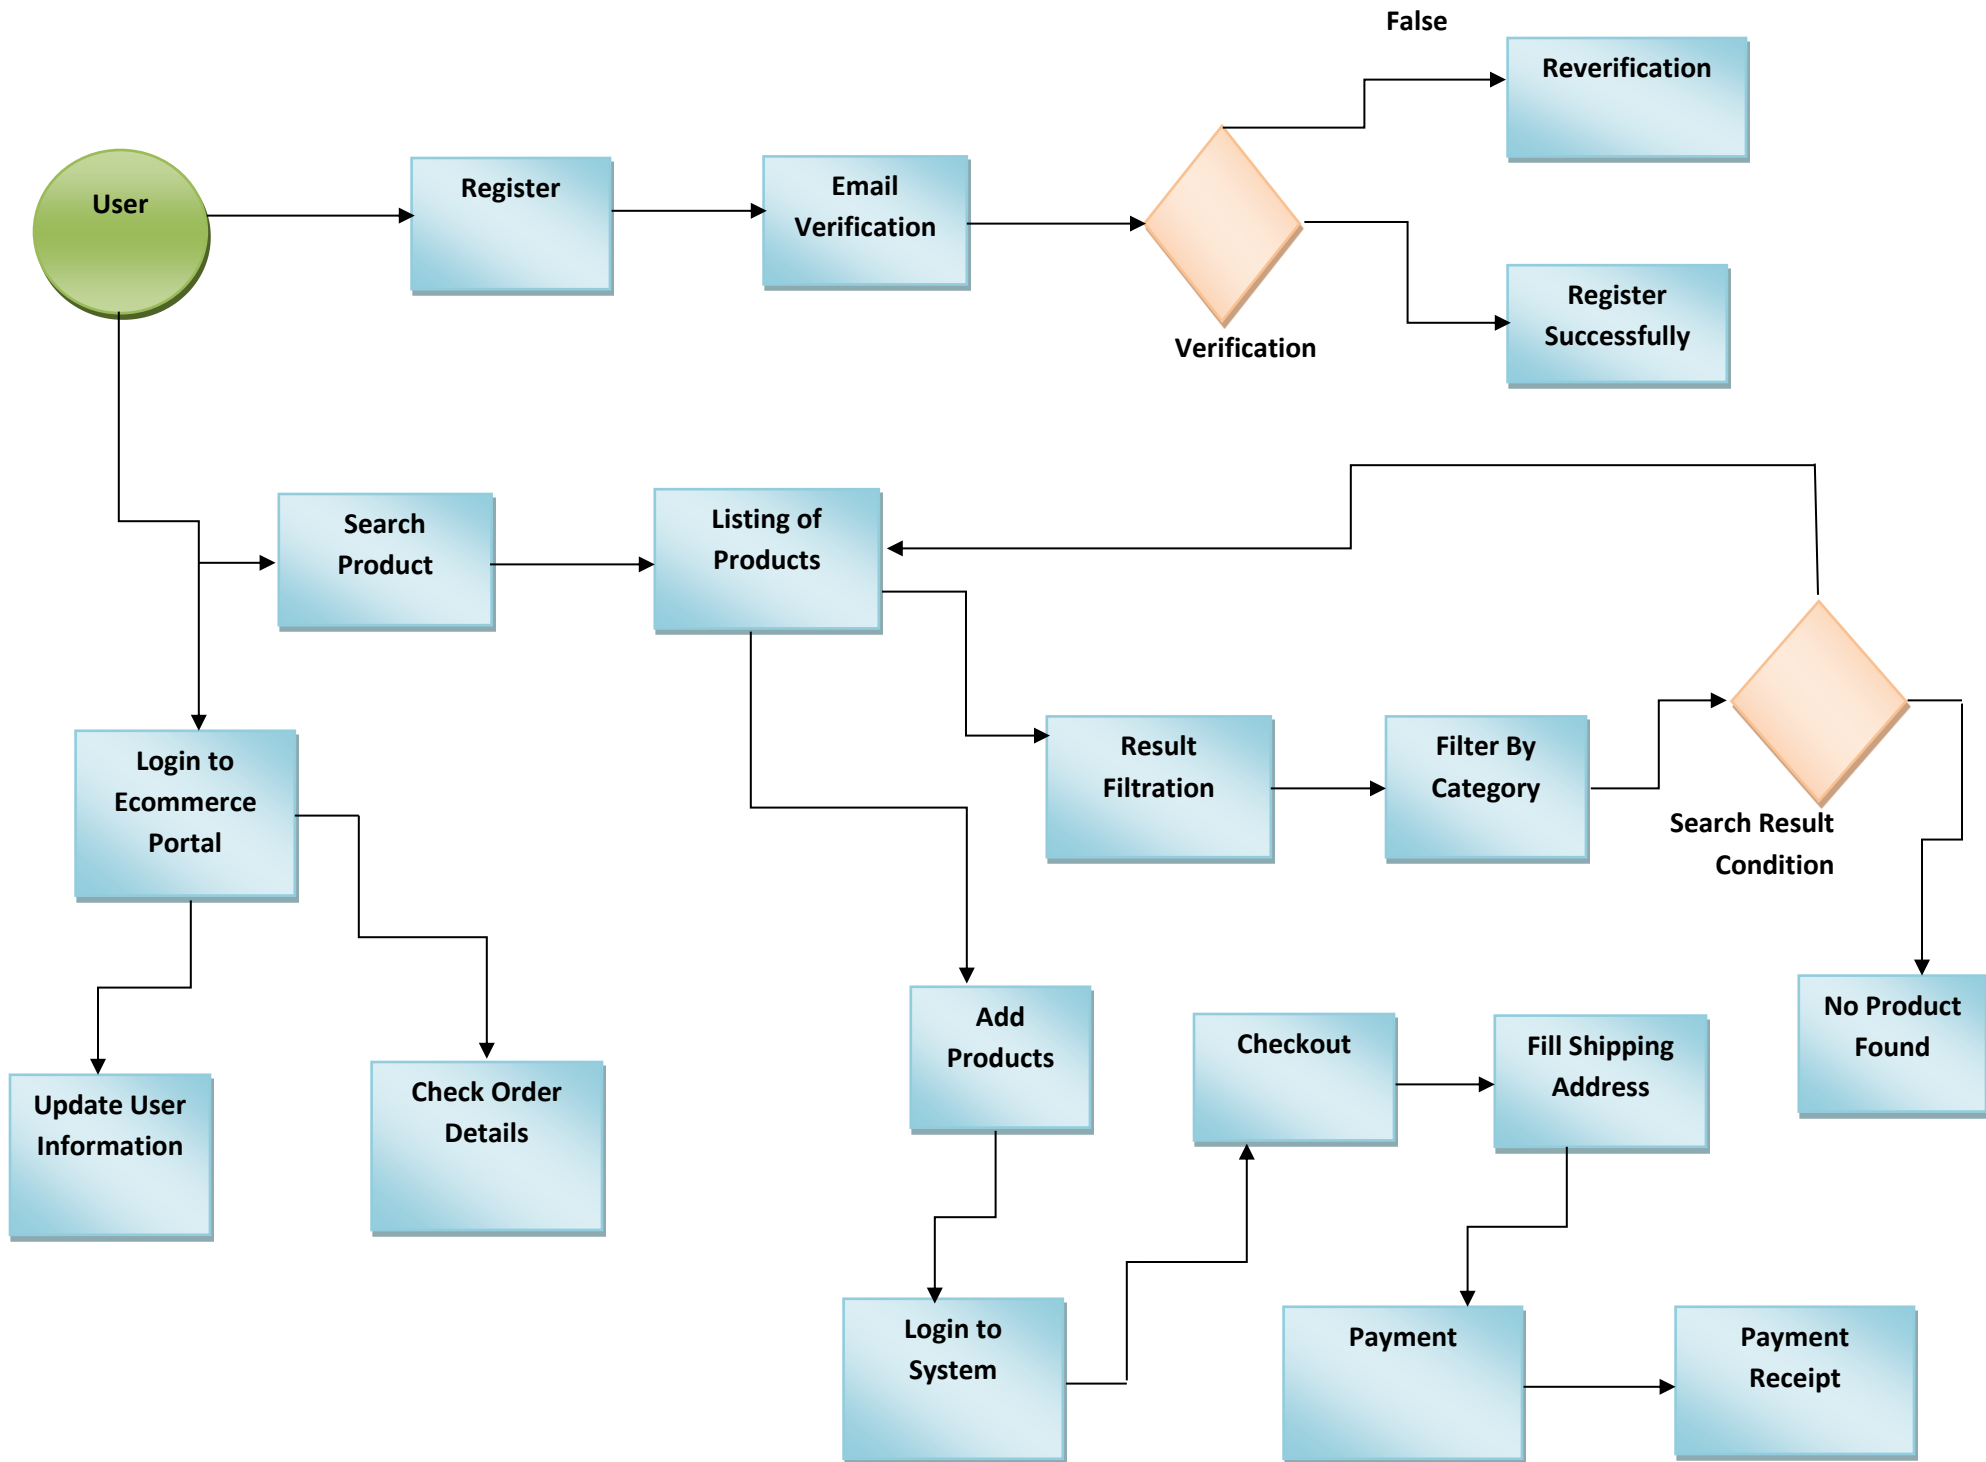 False
Reverification
User
Register
Email
Verification
Verification
Register
Successfully
Search
Product
Listing of
Products
Login to
Ecommerce
Portal
Result
Filtration
Filter By
Category
Search Result
Condition
Update User
Information
Check Order
Details
Add
Products
Checkout
Fill Shipping
Address
No Product
Found
Login to
System
Payment
Payment
Receipt